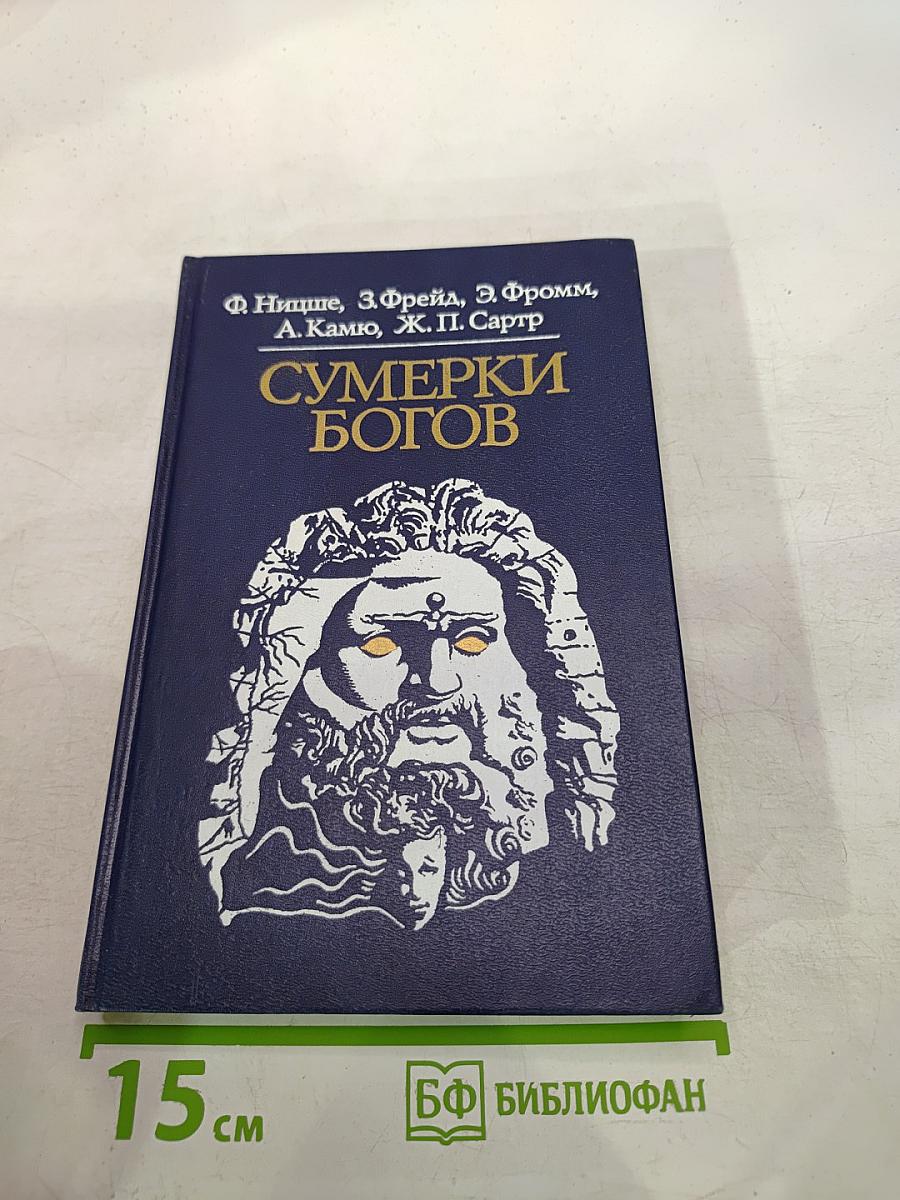 Ф. Ницше, З. Фрейд, Э. Фромм,
А. Камю, Ж. П. Сартр
СУМЕРКИ
БОГОВ
15 см
БФ БИБЛИОФАН